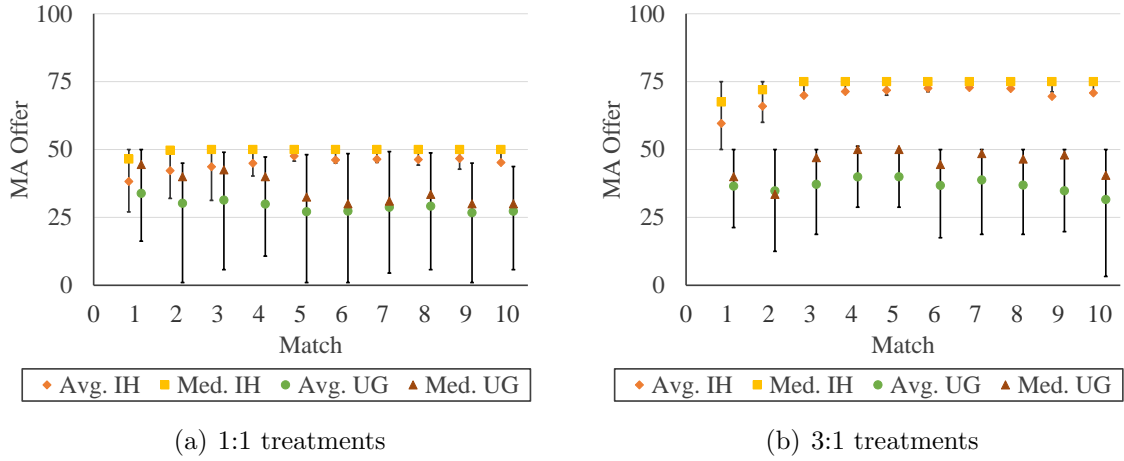 100
75
50
25
0
MA Offer
0 1 2 3 4 5 6 7 8 9 10
Match
Avg. IH Med. IH Avg. UG Med. UG
(a) 1:1 treatments
100
75
50
25
0
MA Offer
0 1 2 3 4 5 6 7 8 9 10
Match
Avg. IH Med. IH Avg. UG Med. UG
(b) 3:1 treatments